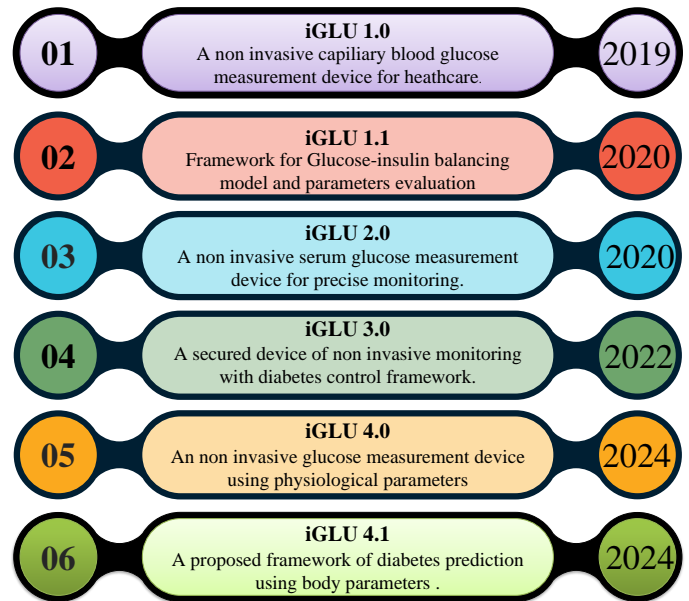 01
iGLU 1.0
A non invasive capiliary blood glucose
measurement device for heathcare.
2019
02
iGLU 1.1
Framework for Glucose-insulin balancing
model and parameters evaluation
2020
03
iGLU 2.0
A non invasive serum glucose measurement
device for precise monitoring.
2020
04
iGLU 3.0
A secured device of non invasive monitoring
with diabetes control framework.
2022
05
iGLU 4.0
An non invasive glucose measurement device
using physiological parameters
2024
06
iGLU 4.1
A proposed framework of diabetes prediction
using body parameters .
2024